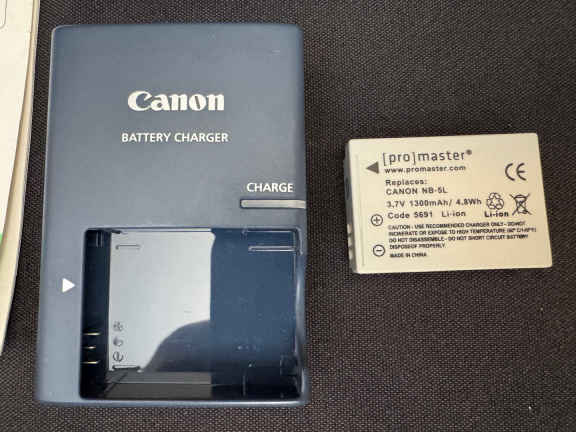 Canon
BATTERY CHARGER
CHARGE
[pro]master®
www.promaster.com
Replaces:
CANON NB-5L
3,7V 1300mAh/ 4.8Wh
Code 5691 Li-ion
Li-ion
CE
CAUTION - USE RECOMMENDED CHARGER ONLY - DO NOT
INCINERATE OR EXPOSE TO HIGH TEMPERATURE
DO NOT DISASSEMBLE - DO NOT SHORT CIRCUIT BATTERY
DISPOSE PROPERLY.
MADE IN CHINA